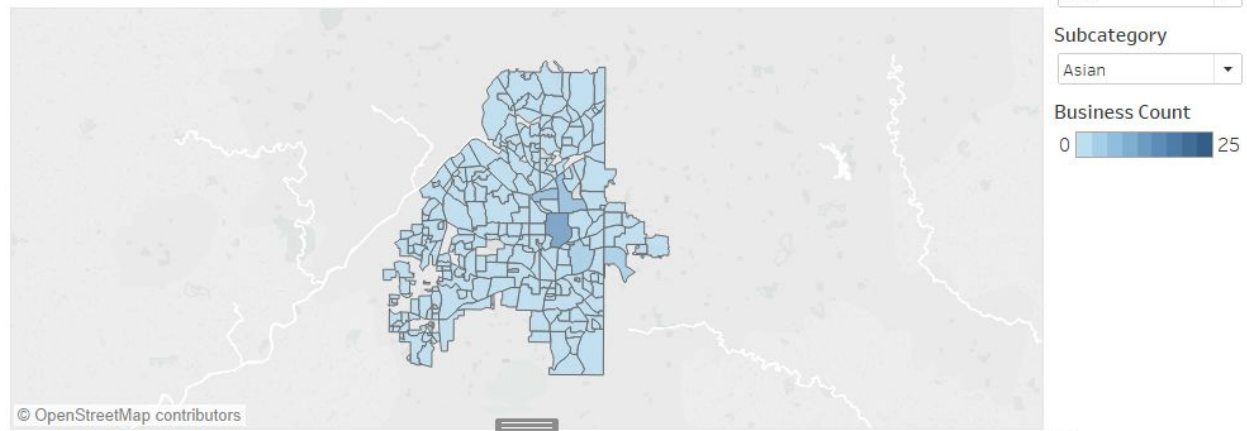 Subcategory
Asian
Business Count
0 25
© OpenStreetMap contributors